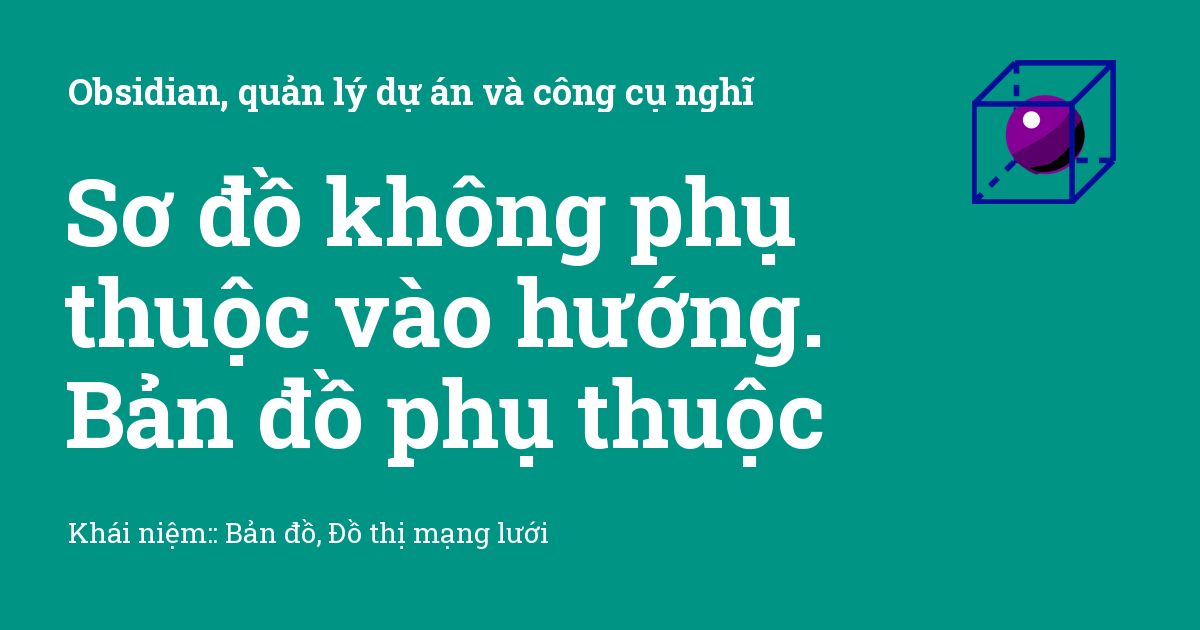 Obsidian, quản lý dự án và công cụ nghĩ
Sơ đồ không phụ
thuộc vào hướng.
Bản đồ phụ thuộc
Khái niệm:: Bản đồ, Đồ thị mạng lưới